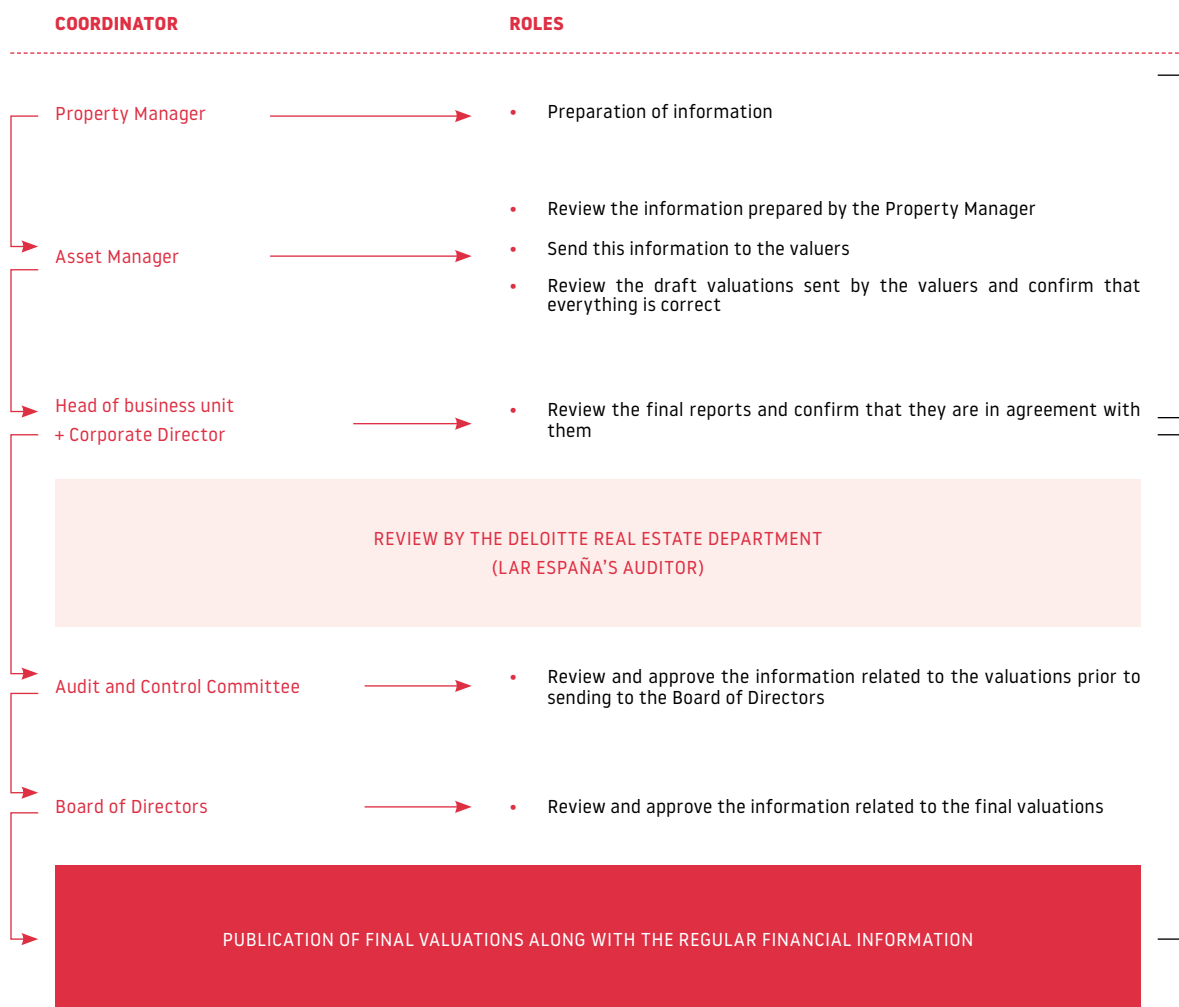 COORDINATOR
ROLES
Property Manager
• Preparation of information
• Review the information prepared by the Property Manager
Asset Manager
• Send this information to the valuers
• Review the draft valuations sent by the valuers and confirm that
everything is correct
Head of business unit
+ Corporate Director
• Review the final reports and confirm that they are in agreement with
them
REVIEW BY THE DELOITTE REAL ESTATE DEPARTMENT
(LAR ESPAÑA'S AUDITOR)
Audit and Control Committee
• Review and approve the information related to the valuations prior to
sending to the Board of Directors
Board of Directors
• Review and approve the information related to the final valuations
PUBLICATION OF FINAL VALUATIONS ALONG WITH THE REGULAR FINANCIAL INFORMATION